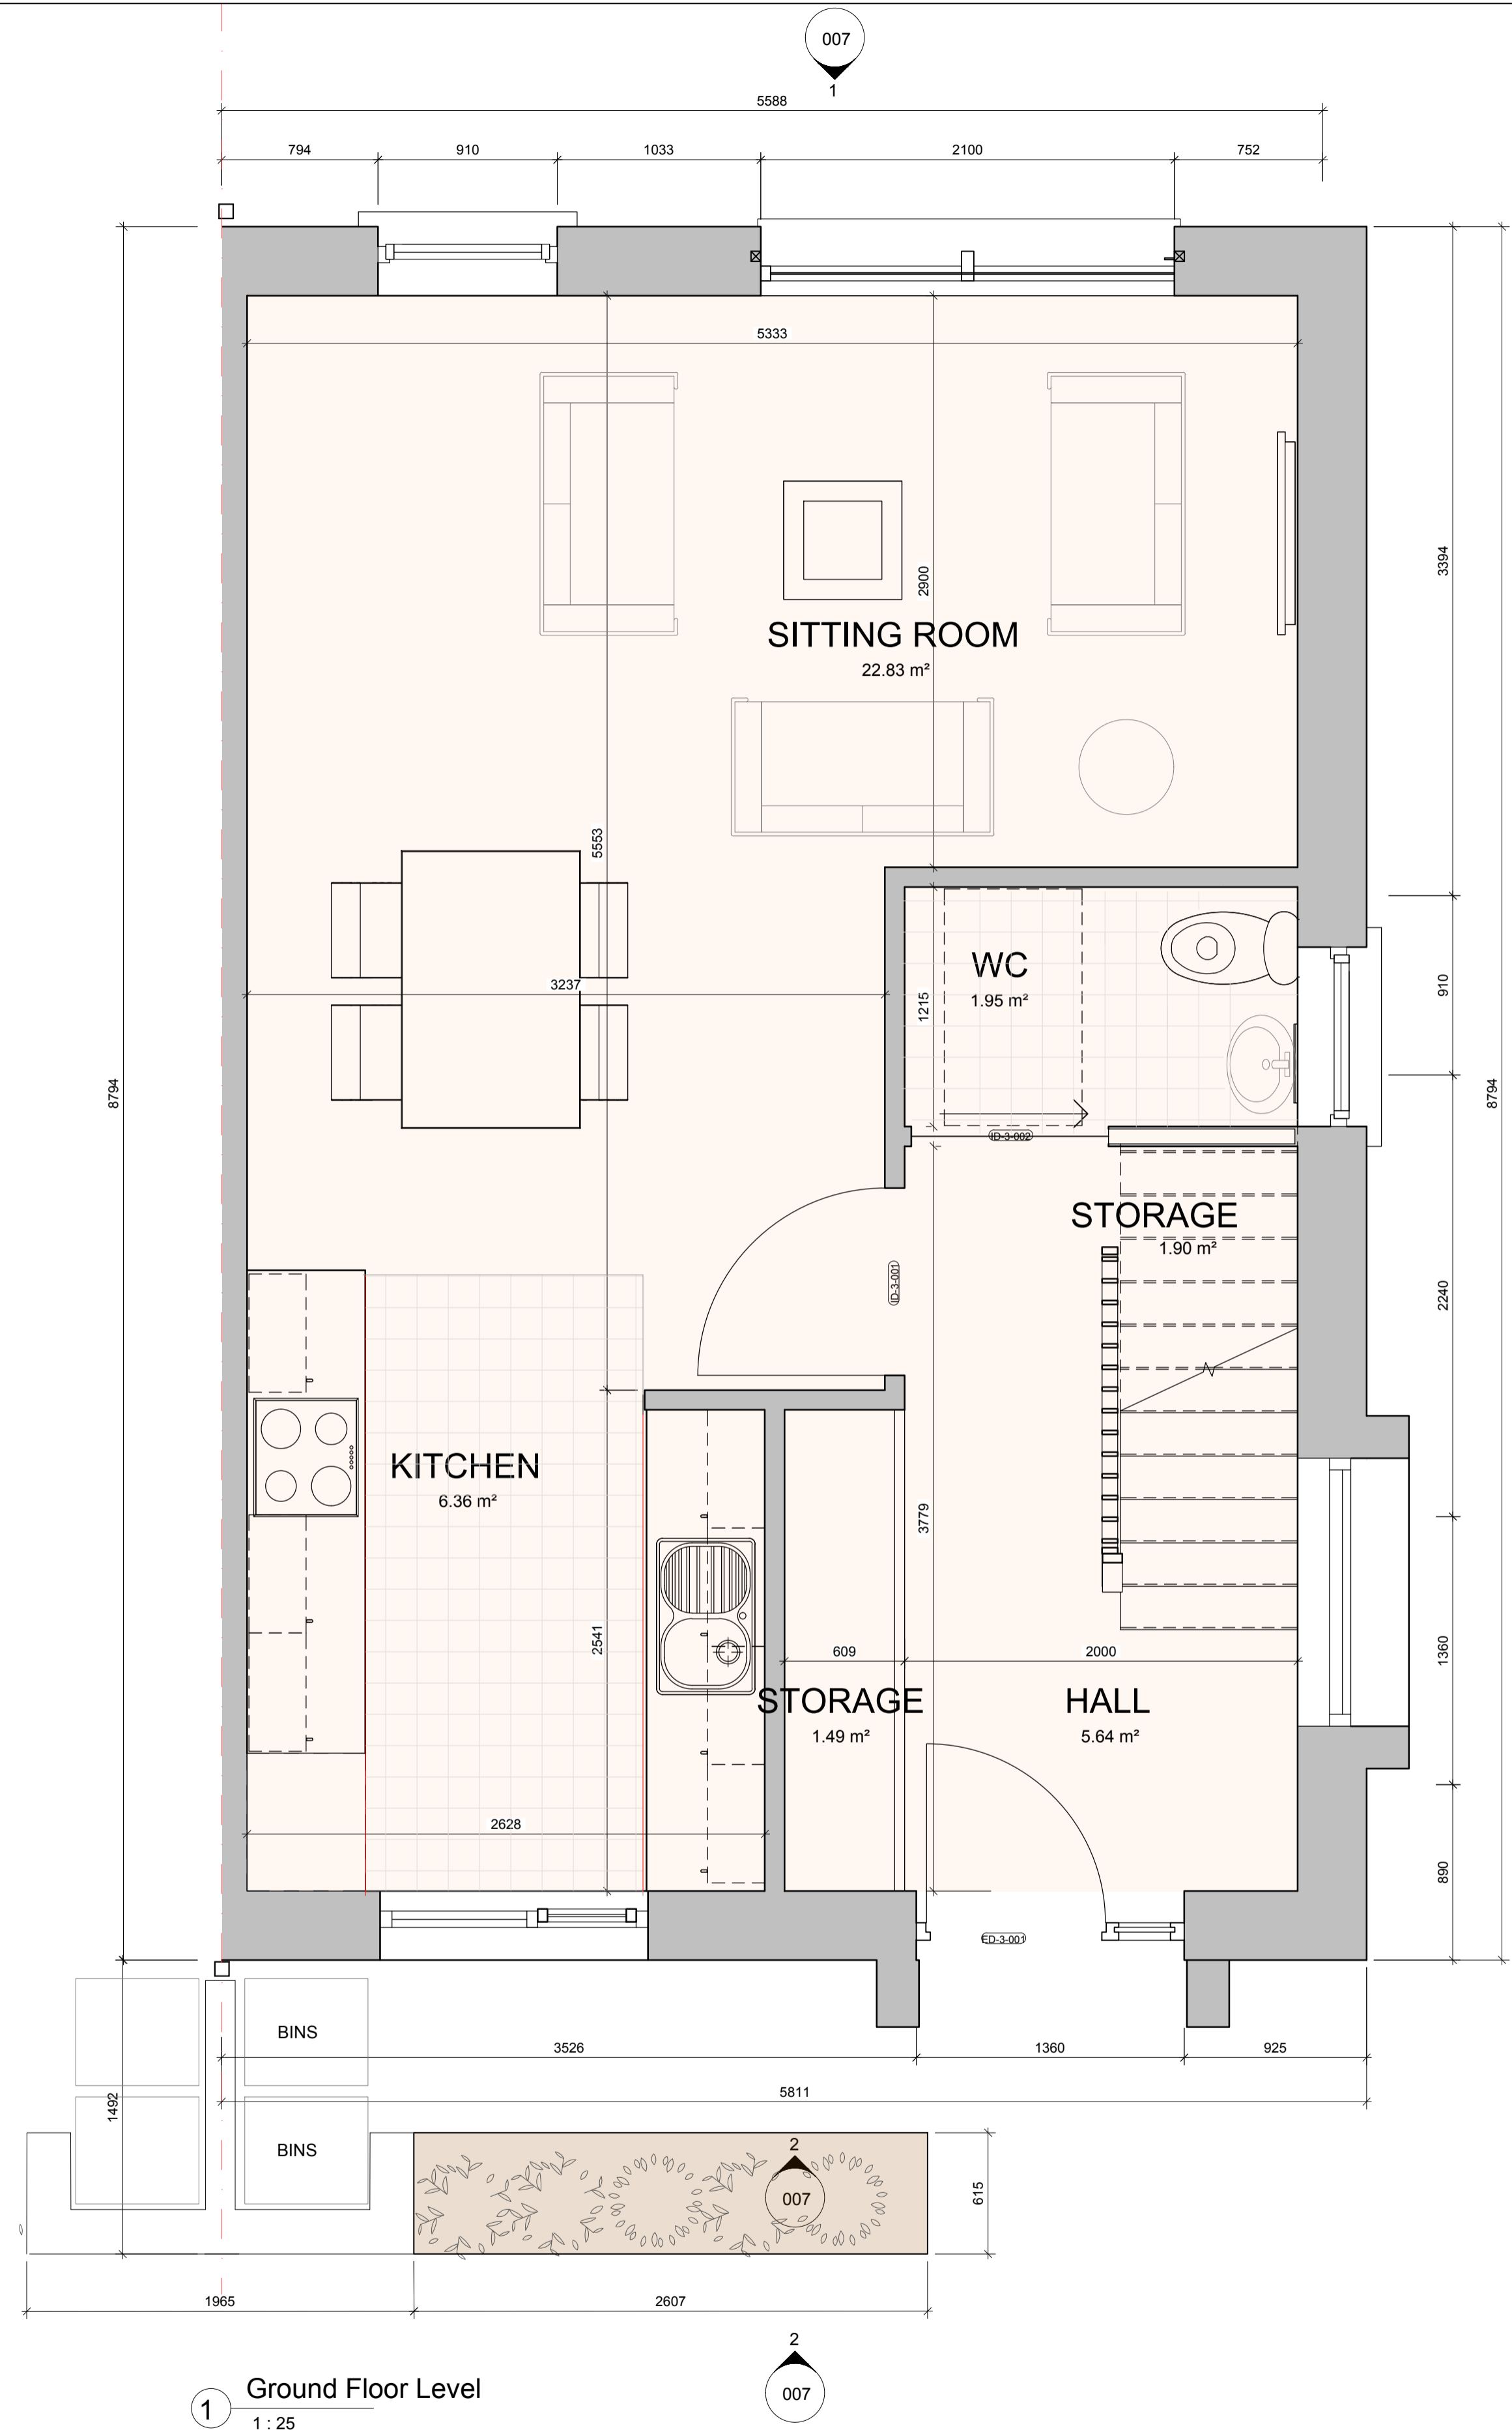 007
1
5588
794 910 1033 2100 752
5333
3394
2900
SITTING ROOM
22.83 m²
5553
WC
1.95 m²
3237
1215
910
8794
8794
ID-3-002
STORAGE
1.90 m²
ID-3-001
2240
KITCHEN
6.36 m²
3779
2541
609 2000
1360
STORAGE
1.49 m²
HALL
5.64 m²
2628
890
ED-3-001
BINS
3526 1360 925
5811
1492
BINS
2
007
615
1965 2607
2
007
1
Ground Floor Level
1 : 25